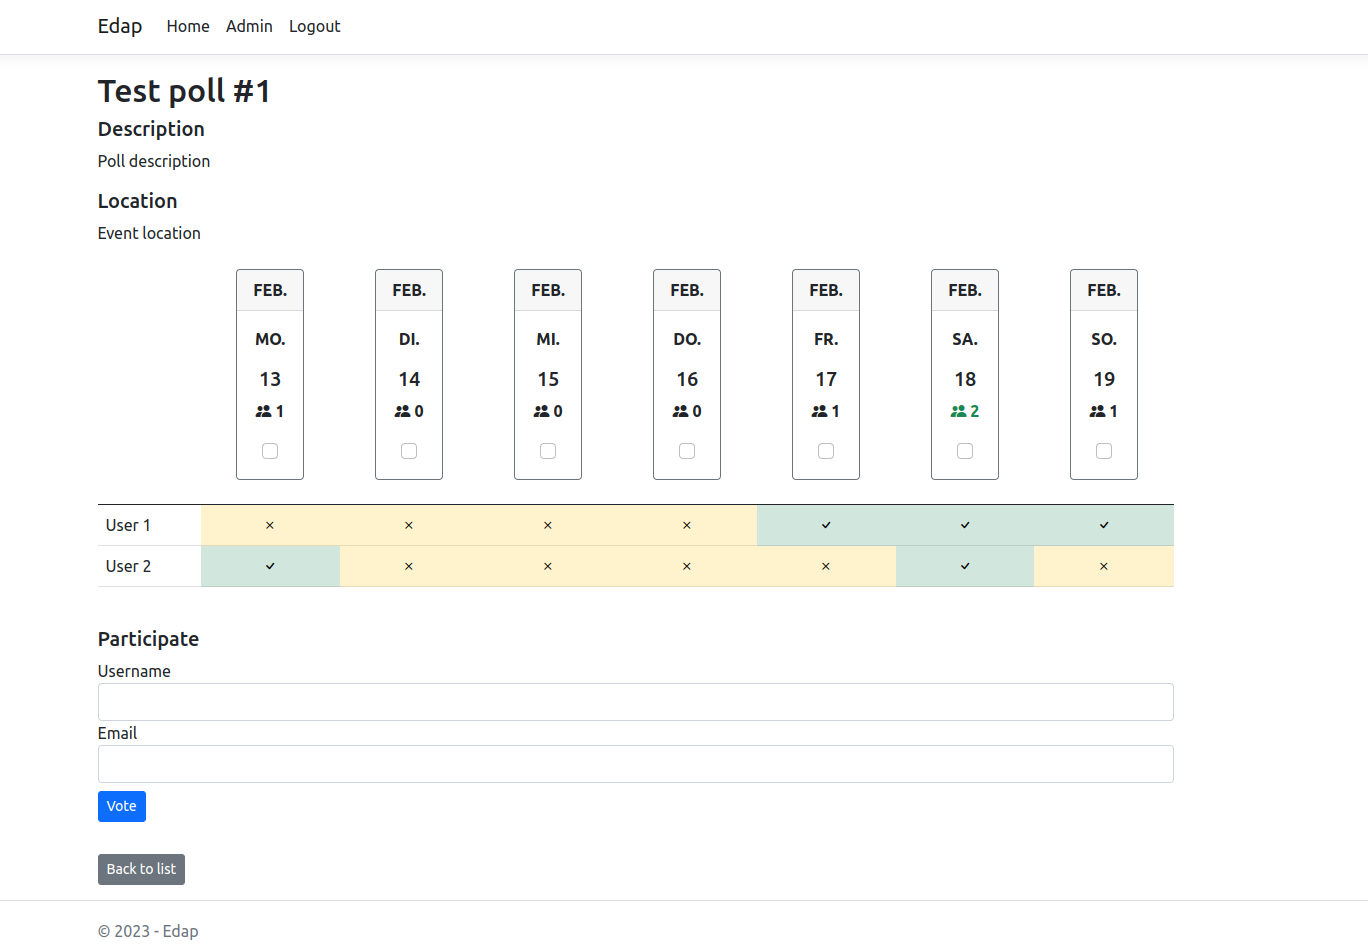 Edap Home Admin Logout
Test poll #1
Description
Poll description
Location
Event location
FEB. FEB. FEB. FEB. FEB. FEB. FEB.
MO. DI. MI. DO. FR. SA. SO.
13 14 15 16 17 18 19
1 0 0 0 1 2 1
User 1
User 2
Participate
Username
Email
Vote
Back to list
© 2023 - Edap